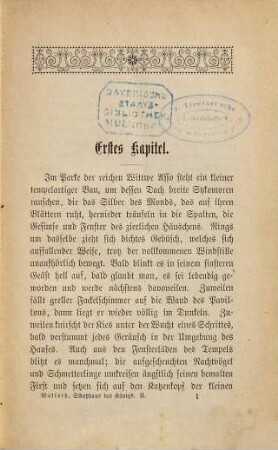 BAYERISCHE
STAATS-
BIBLIOTHEK
MUENCHEN
Erstes Kapitel.
Im Parke der reichen Wittwe Asso steht ein kleiner
tempelartiger Bau, um dessen Dach breite Sykomoren
rauschen, die das Silber des Monds, das auf ihren
Blättern ruht, hernieder träufeln in die Spalten, die
Gesimse und Fenster des zierlichen Häuschens. Rings
um dasselbe zieht sich dichtes Gebüsch, welches sich
auffallender Weise, trotz der vollkommenen Windstille
unaufhörlich bewegt. Bald blinkt es in seinem finsteren
Geäst hell auf, bald glaubt man, es sei lebendig ge-
worden und werde nächstens davoneilen. Zuweilen
fällt greller Fackelschimmer auf die Wand des Pavil-
lons, dann liegt er wieder völlig im Dunkeln. Zu-
weilen knirscht der Kies unter der Wucht eines Schrittes,
bald verstummt jedes Geräusch in der Umgebung des
Hauses. Auch aus den Fensterläden des Tempels
blitzt es manchmal; die aufgescheuchten Nachtvögel
und Schmetterlinge umkreisen ängstlich seinen bemalten
First und setzen sich auf den Katzenkopf der kleinen
Walloth, Schatzhaus des Königs. II. 1